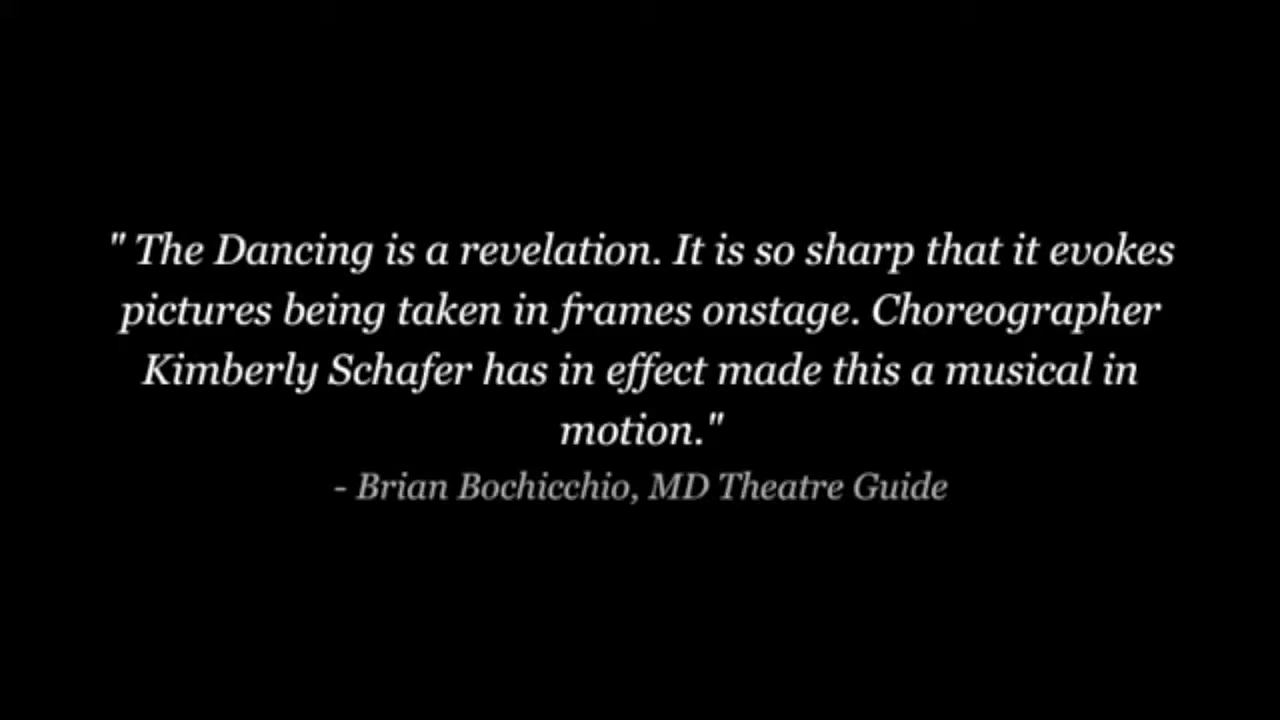 " The Dancing is a revelation. It is so sharp that it evokes
pictures being taken in frames onstage. Choreographer
Kimberly Schafer has in effect made this a musical in
motion."
- Brian Bochicchio, MD Theatre Guide